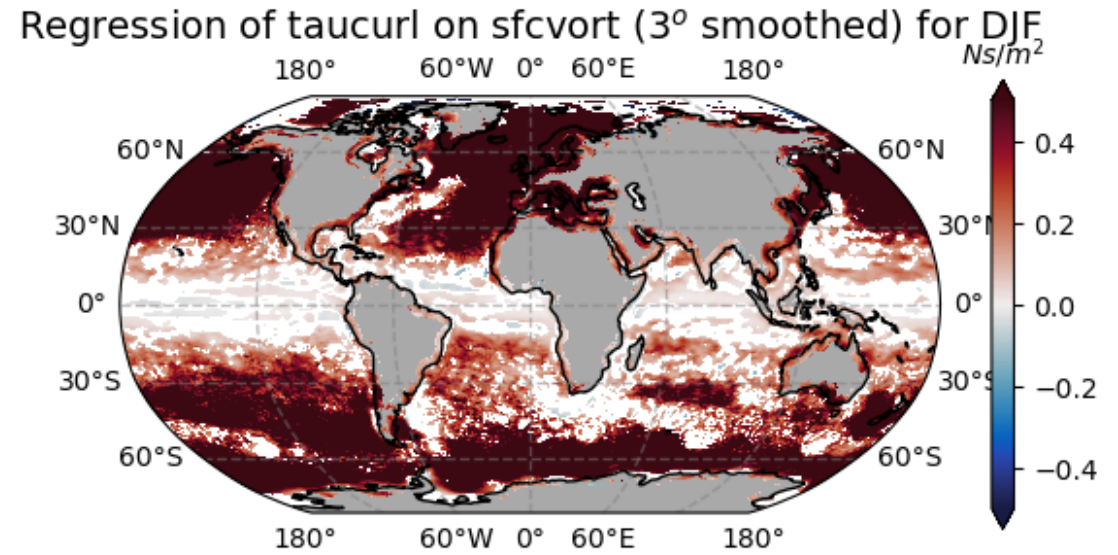 Regression of taucurl on sfcvort (3ᵒ smoothed) for DJF
Ns/m²
180° 60°W 0° 60°E 180°
60°N 60°N 0.4
30°N 30°N 0.2
0° 0° 0.0
30°S 30°S −0.2
60°S 60°S −0.4
180° 60°W 0° 60°E 180°